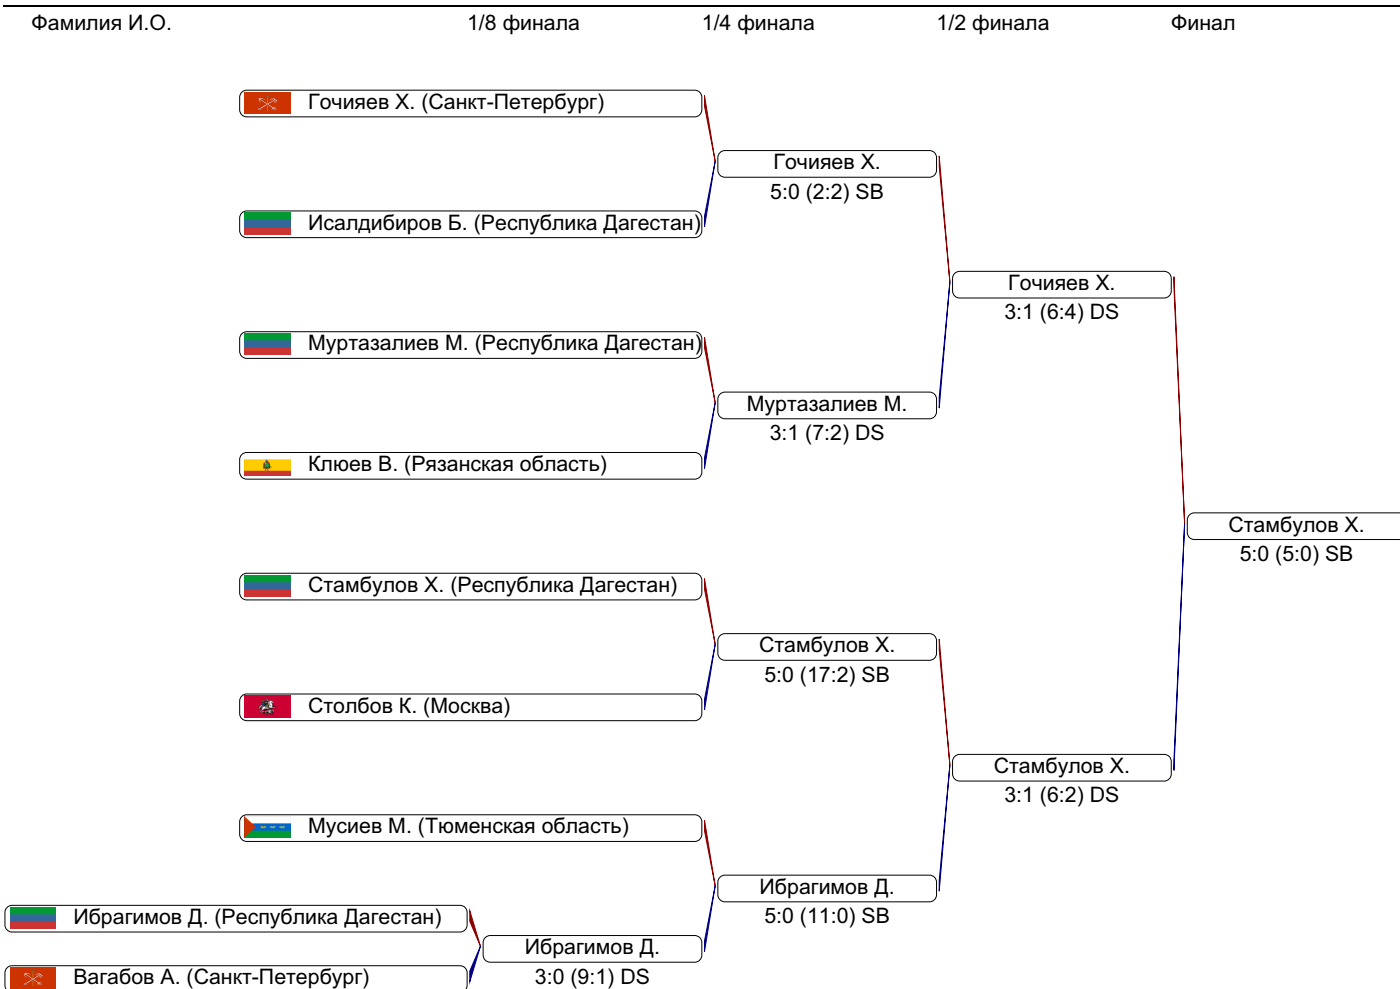 Фамилия И.О. 1/8 финала 1/4 финала 1/2 финала Финал
Гочияев Х. (Санкт-Петербург)
Гочияев Х.
5:0 (2:2) SB
Исалдибиров Б. (Республика Дагестан)
Гочияев Х.
3:1 (6:4) DS
Муртазалиев М. (Республика Дагестан)
Муртазалиев М.
3:1 (7:2) DS
Клюев В. (Рязанская область)
Стамбулов Х.
5:0 (5:0) SB
Стамбулов Х. (Республика Дагестан)
Стамбулов Х.
5:0 (17:2) SB
Столбов К. (Москва)
Стамбулов Х.
3:1 (6:2) DS
Мусиев М. (Тюменская область)
Ибрагимов Д.
5:0 (11:0) SB
Ибрагимов Д. (Республика Дагестан)
Ибрагимов Д.
3:0 (9:1) DS
Вагабов А. (Санкт-Петербург)